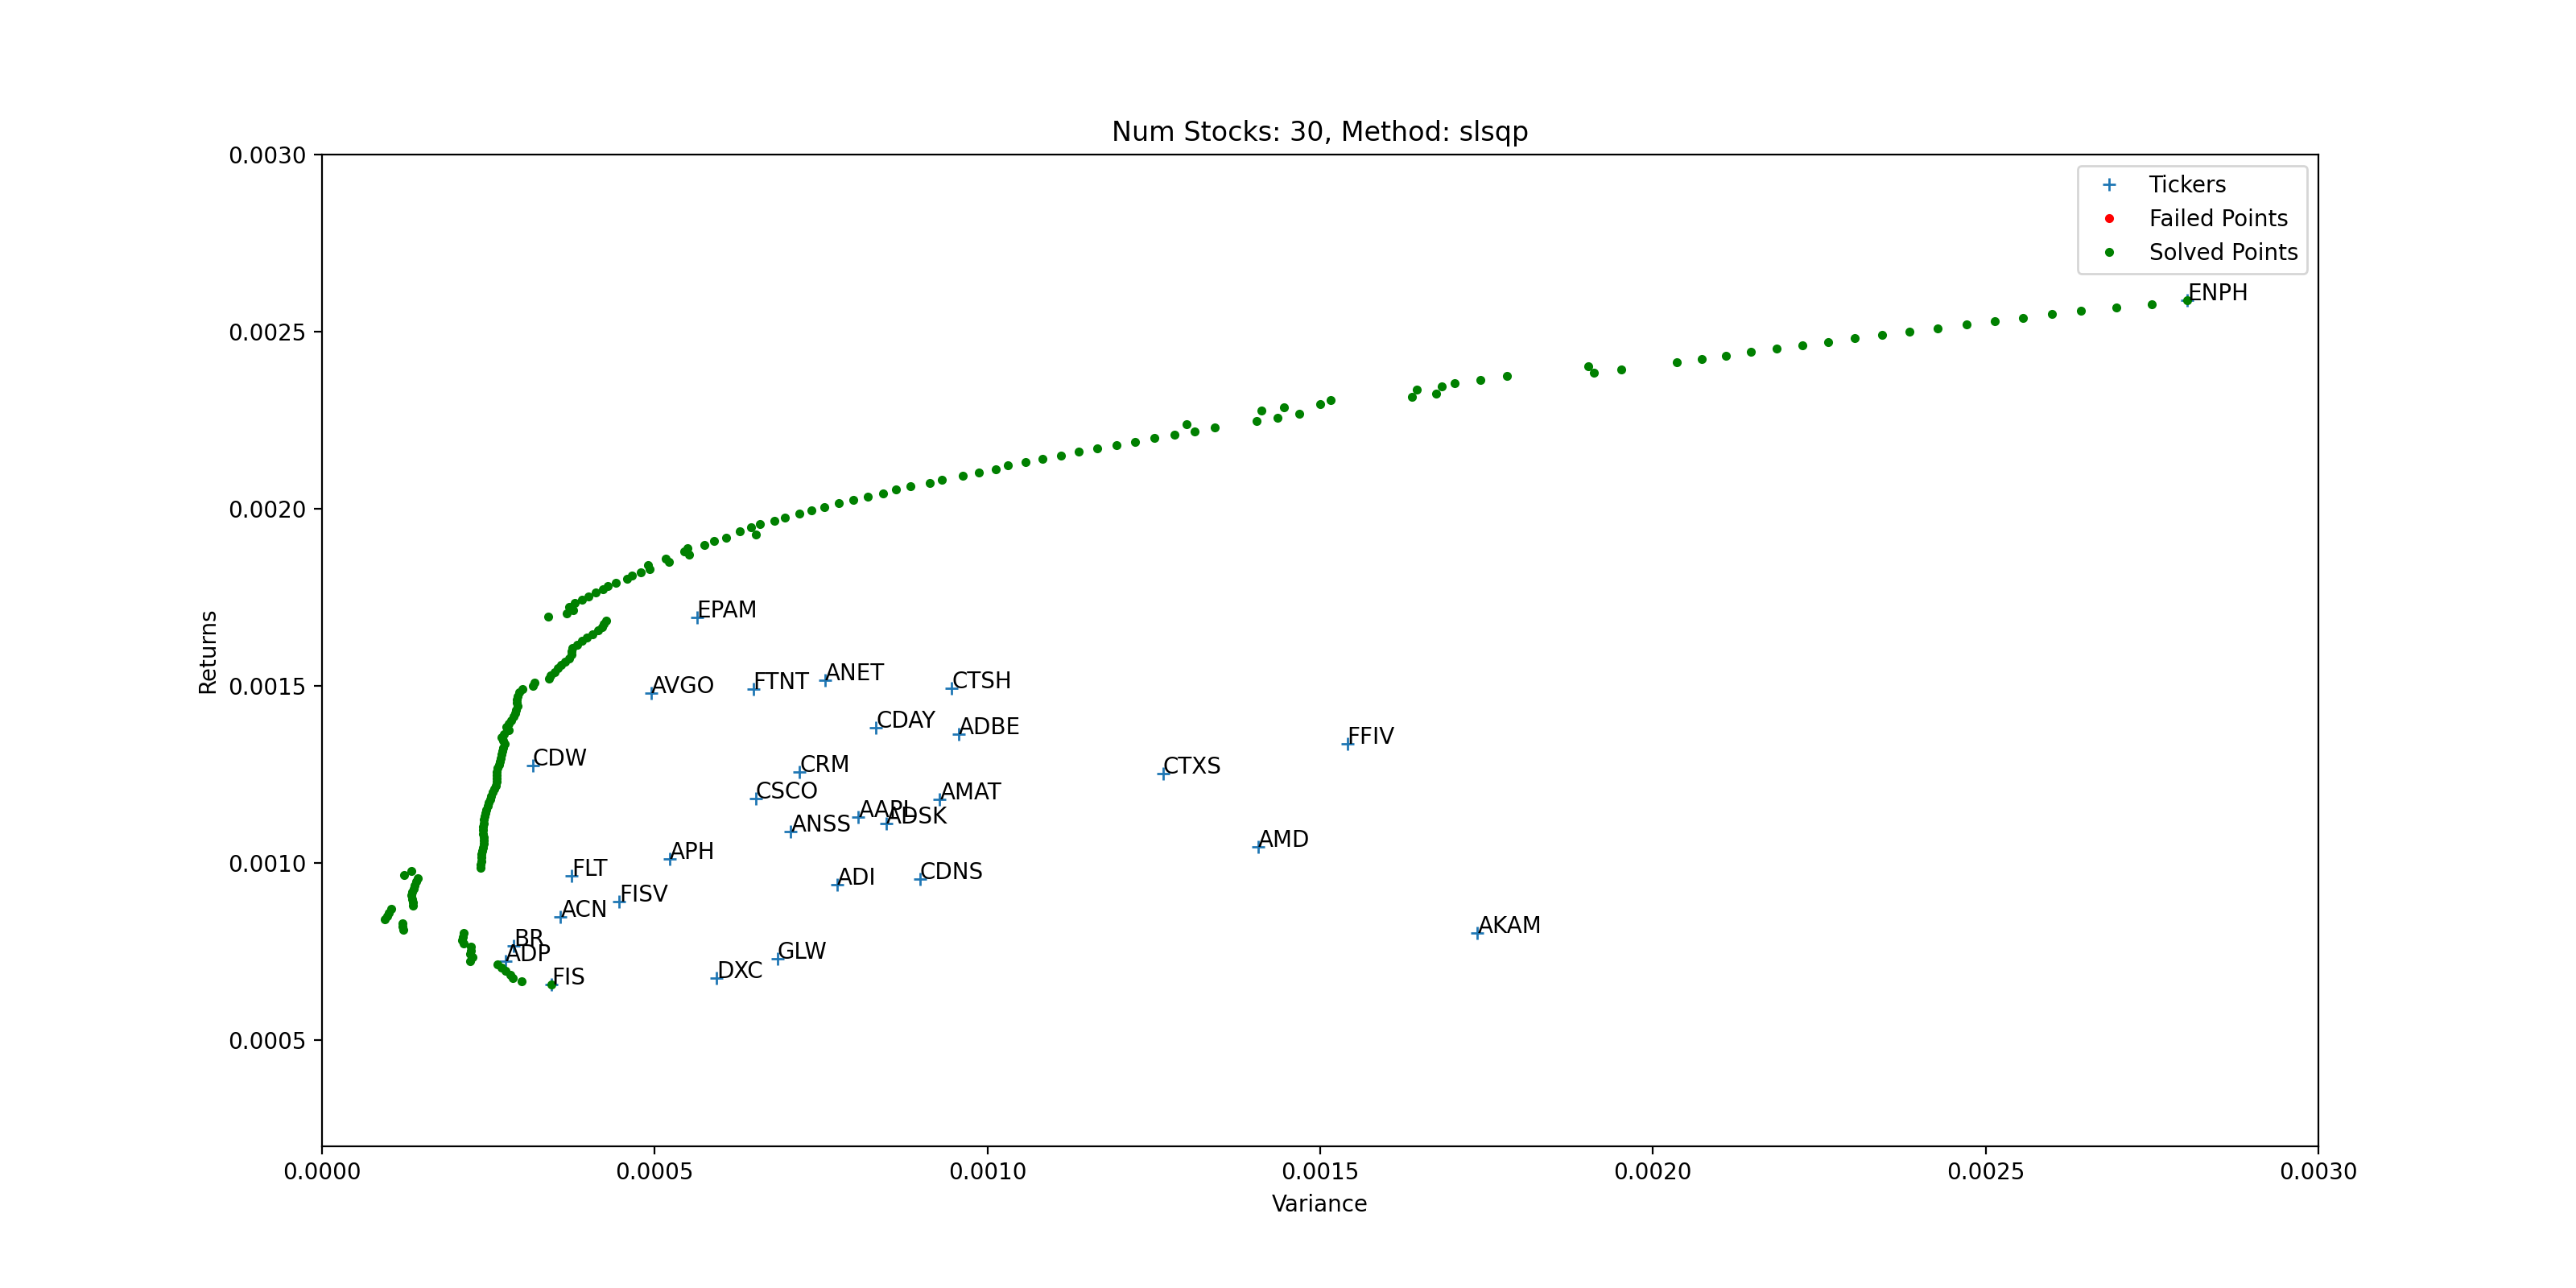 Num Stocks: 30, Method: slsqp
Tickers
Failed Points
Solved Points
0.0030
0.0025
0.0020
0.0015
0.0010
0.0005
Returns
ENPH
EPAM
AVGO
FTNT
ANET
CTSH
CDAY
ADBE
FFIV
CDW
CRM
CTXS
CSCO
AMAT
AAPL
ADSK
ANSS
AMD
APH
FLT
ADI
CDNS
FISV
ACN
AKAM
BR
ADP
GLW
DXC
FIS
0.0000
0.0005
0.0010
0.0015
0.0020
0.0025
0.0030
Variance